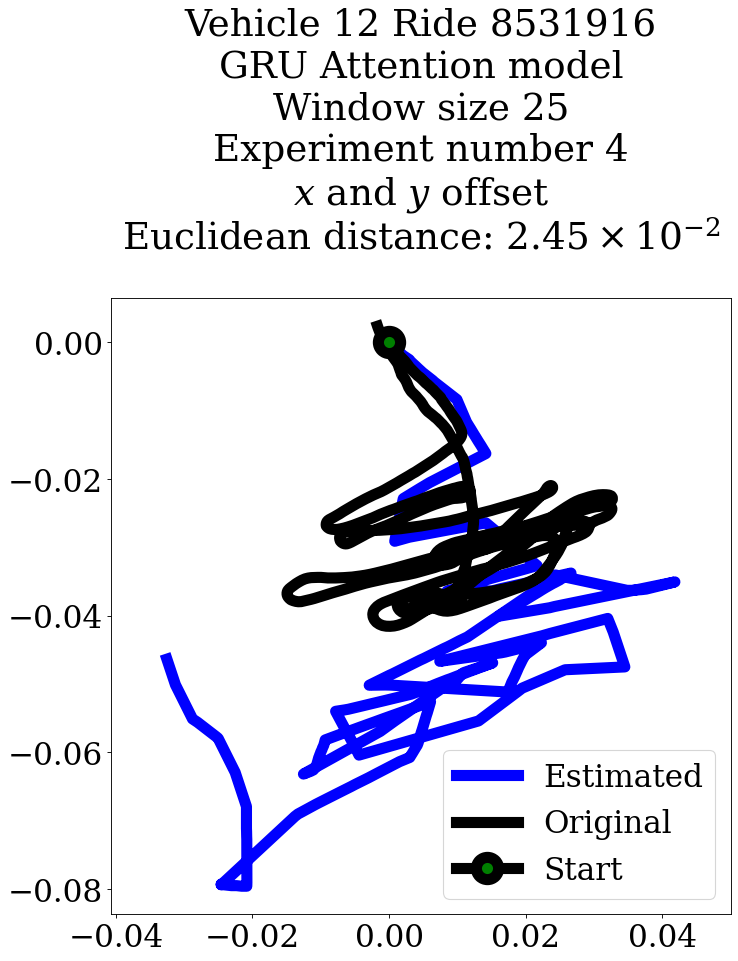 Vehicle 12 Ride 8531916
GRU Attention model
Window size 25
Experiment number 4
x and y offset
Euclidean distance: 2.45 × 10⁻²
0.00
−0.02
−0.04
−0.06
−0.08
Estimated
Original
Start
−0.04 −0.02 0.00 0.02 0.04